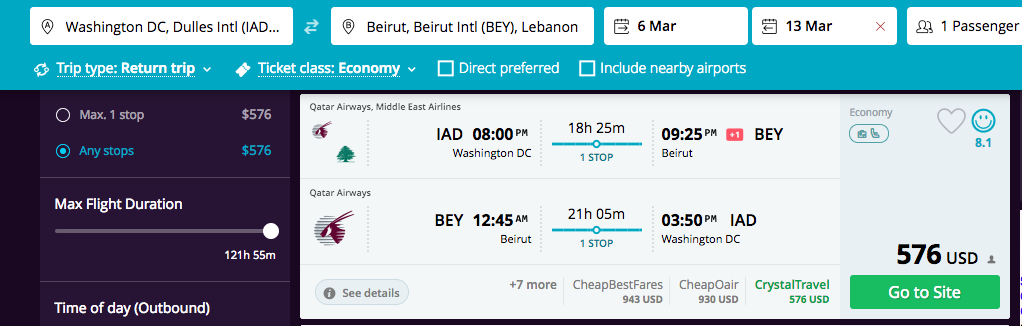 Washington DC, Dulles Intl (IAD...
Beirut, Beirut Intl (BEY), Lebanon
6 Mar
13 Mar
1 Passenger
Trip type: Return trip
Ticket class: Economy
Direct preferred
Include nearby airports
Max. 1 stop $576
Any stops $576
Max Flight Duration
121h 55m
Time of day (Outbound)
Qatar Airways, Middle East Airlines
IAD 08:00 PM
Washington DC
18h 25m
1 STOP
09:25 PM +1 BEY
Beirut
Qatar Airways
BEY 12:45 AM
Beirut
21h 05m
1 STOP
03:50 PM IAD
Washington DC
See details
+7 more
CheapBestFares
943 USD
CheapOair
930 USD
CrystalTravel
576 USD
Economy
8.1
576 USD
Go to Site